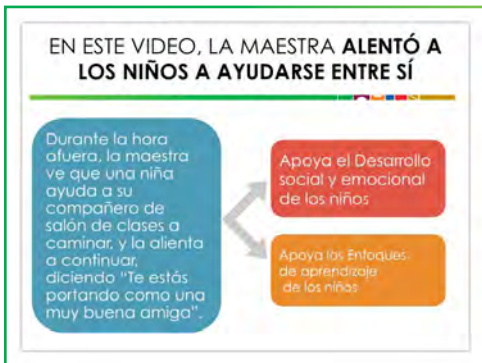 EN ESTE VIDEO, LA MAESTRA ALENTÓ A
LOS NIÑOS A AYUDARSE ENTRE SÍ
Durante la hora
afuera, la maestra
ve que una niña
ayuda a su
compañero de
salón de clases a
caminar, y la alienta
a continuar,
diciendo "Te estás
portando como una
muy buena amiga".
Apoya el Desarrollo
social y emocional
de los niños
Apoya los Enfoques
de aprendizaje
de los niños